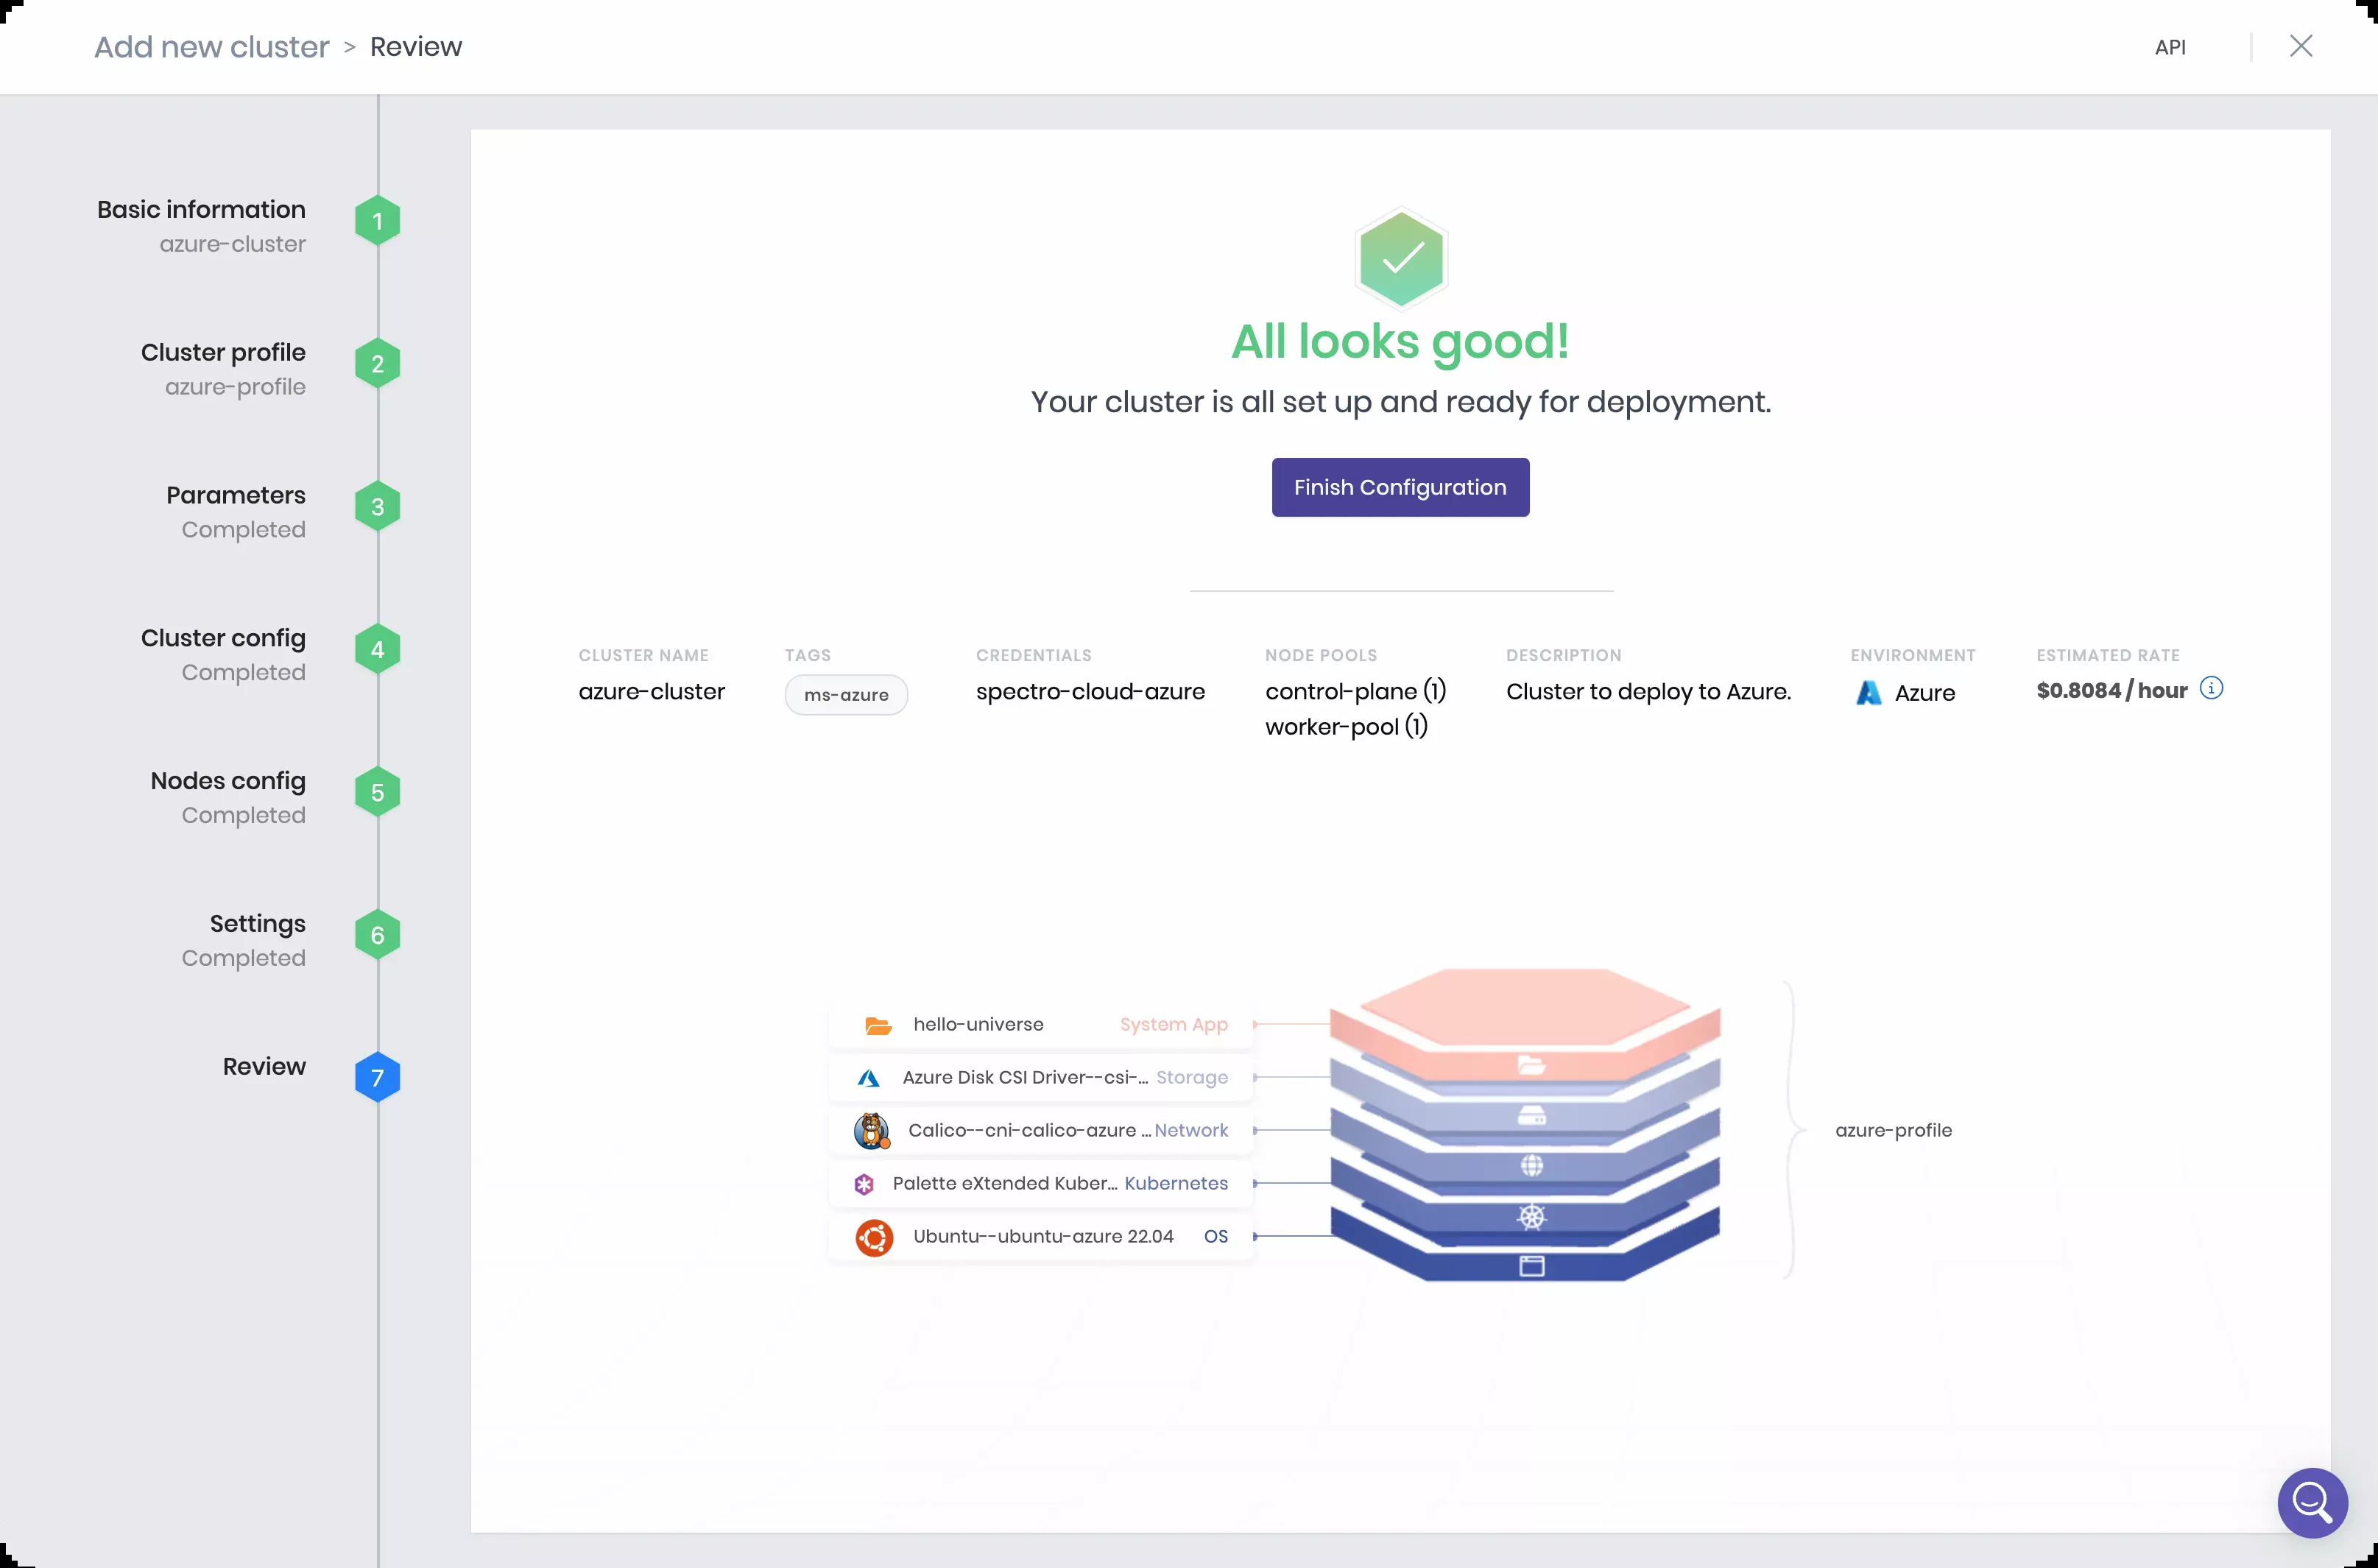 Add new cluster > Review
API
Basic information
azure-cluster
1
Cluster profile
azure-profile
2
Parameters
Completed
3
Cluster config
Completed
4
Nodes config
Completed
5
Settings
Completed
6
Review
7
All looks good!
Your cluster is all set up and ready for deployment.
Finish Configuration
CLUSTER NAME
azure-cluster
TAGS
ms-azure
CREDENTIALS
spectro-cloud-azure
NODE POOLS
control-plane (1)
worker-pool (1)
DESCRIPTION
Cluster to deploy to Azure.
ENVIRONMENT
Azure
ESTIMATED RATE
$0.8084 / hour
hello-universe System App
Azure Disk CSI Driver--csi-... Storage
Calico--cni-calico-azure ... Network
Palette eXtended Kuber... Kubernetes
Ubuntu--ubuntu-azure 22.04 OS
azure-profile